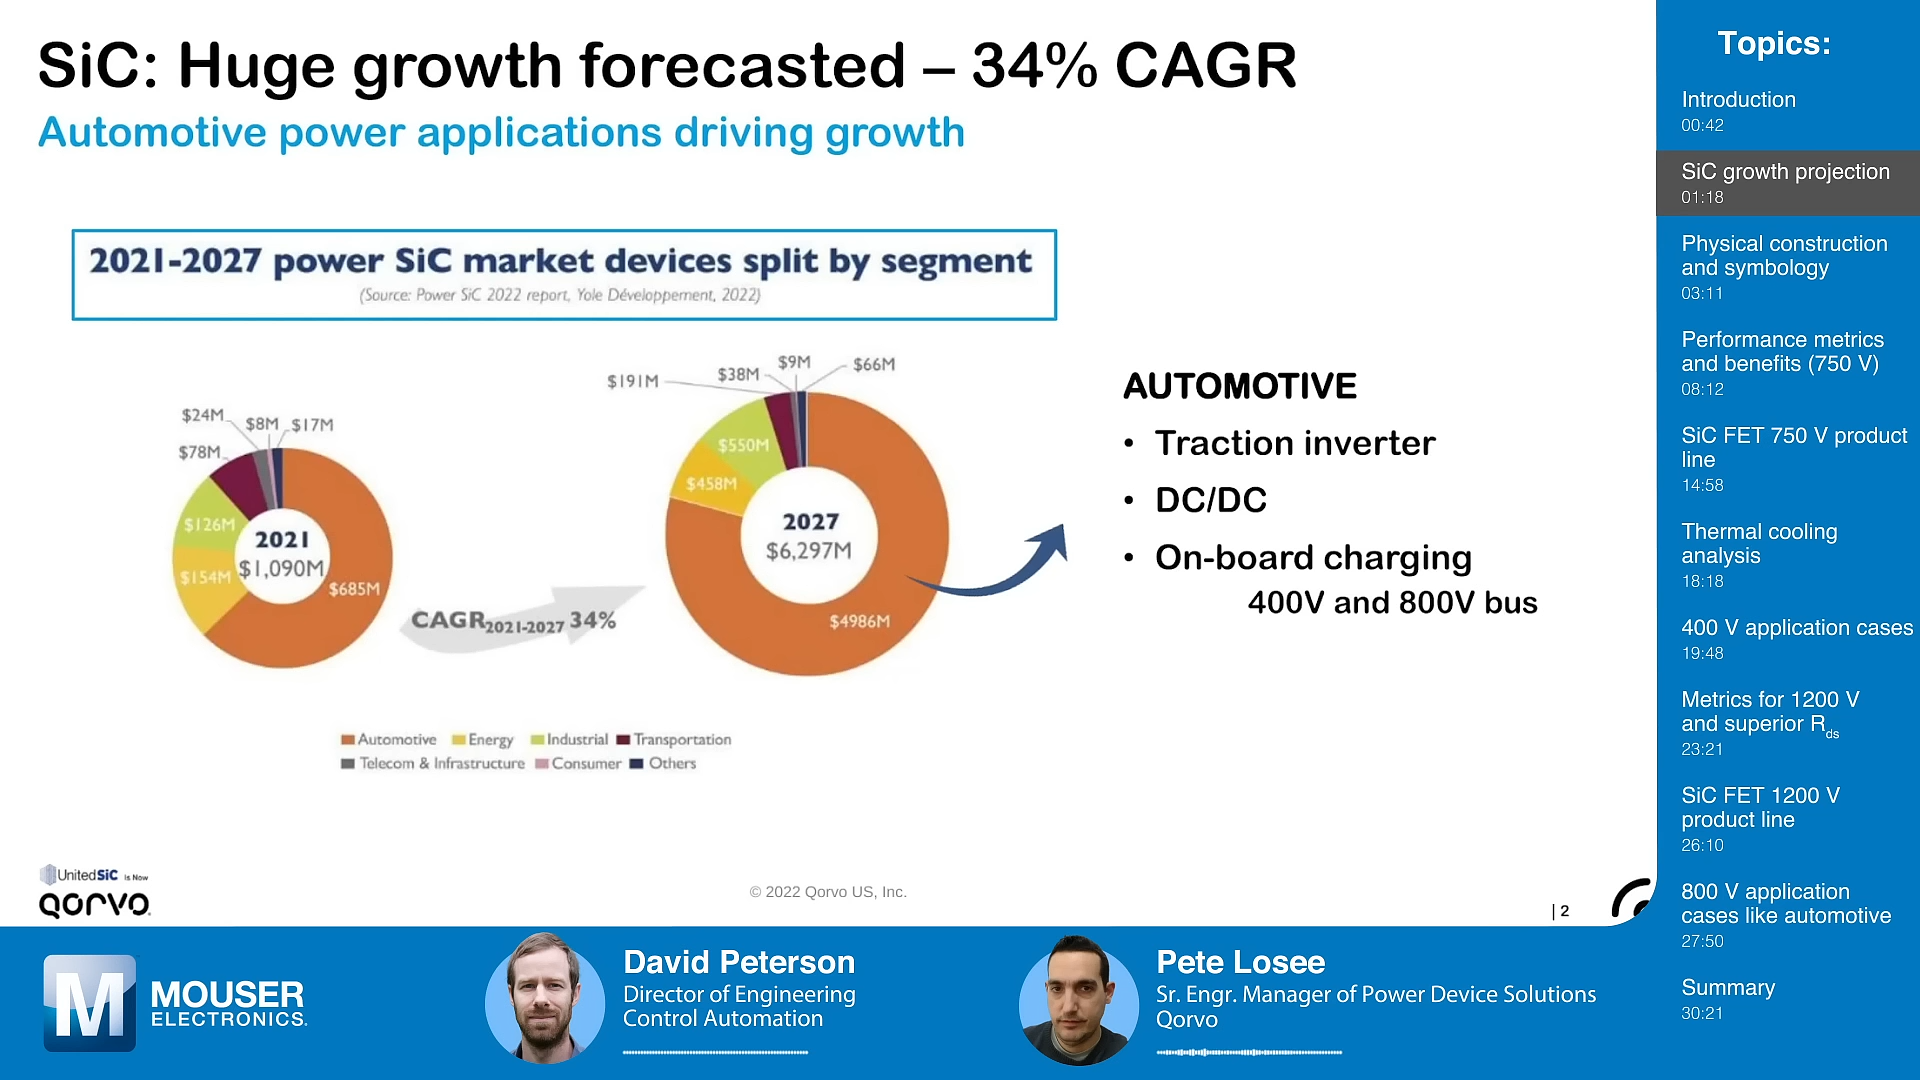 SiC: Huge growth forecasted – 34% CAGR
Automotive power applications driving growth
2021-2027 power SiC market devices split by segment
(Source: Power SiC 2022 report, Yole Développement, 2022)
$24M
$8M
$17M
$78M
$126M
$154M
2021
$1,090M
$685M
CAGR2021-2027 34%
$191M
$38M
$9M
$66M
$550M
$458M
2027
$6,297M
$4986M
Automotive
Energy
Industrial
Transportation
Telecom & Infrastructure
Consumer
Others
AUTOMOTIVE
• Traction inverter
• DC/DC
• On-board charging
400V and 800V bus
UnitedSiC is Now
QORVO
© 2022 Qorvo US, Inc.
| 2
Topics:
Introduction
00:42
SiC growth projection
01:18
Physical construction
and symbology
03:11
Performance metrics
and benefits (750 V)
08:12
SiC FET 750 V product
line
14:58
Thermal cooling
analysis
18:18
400 V application cases
19:48
Metrics for 1200 V
and superior Rds
23:21
SiC FET 1200 V
product line
26:10
800 V application
cases like automotive
27:50
Summary
30:21
M
MOUSER
ELECTRONICS.
David Peterson
Director of Engineering
Control Automation
Pete Losee
Sr. Engr. Manager of Power Device Solutions
Qorvo